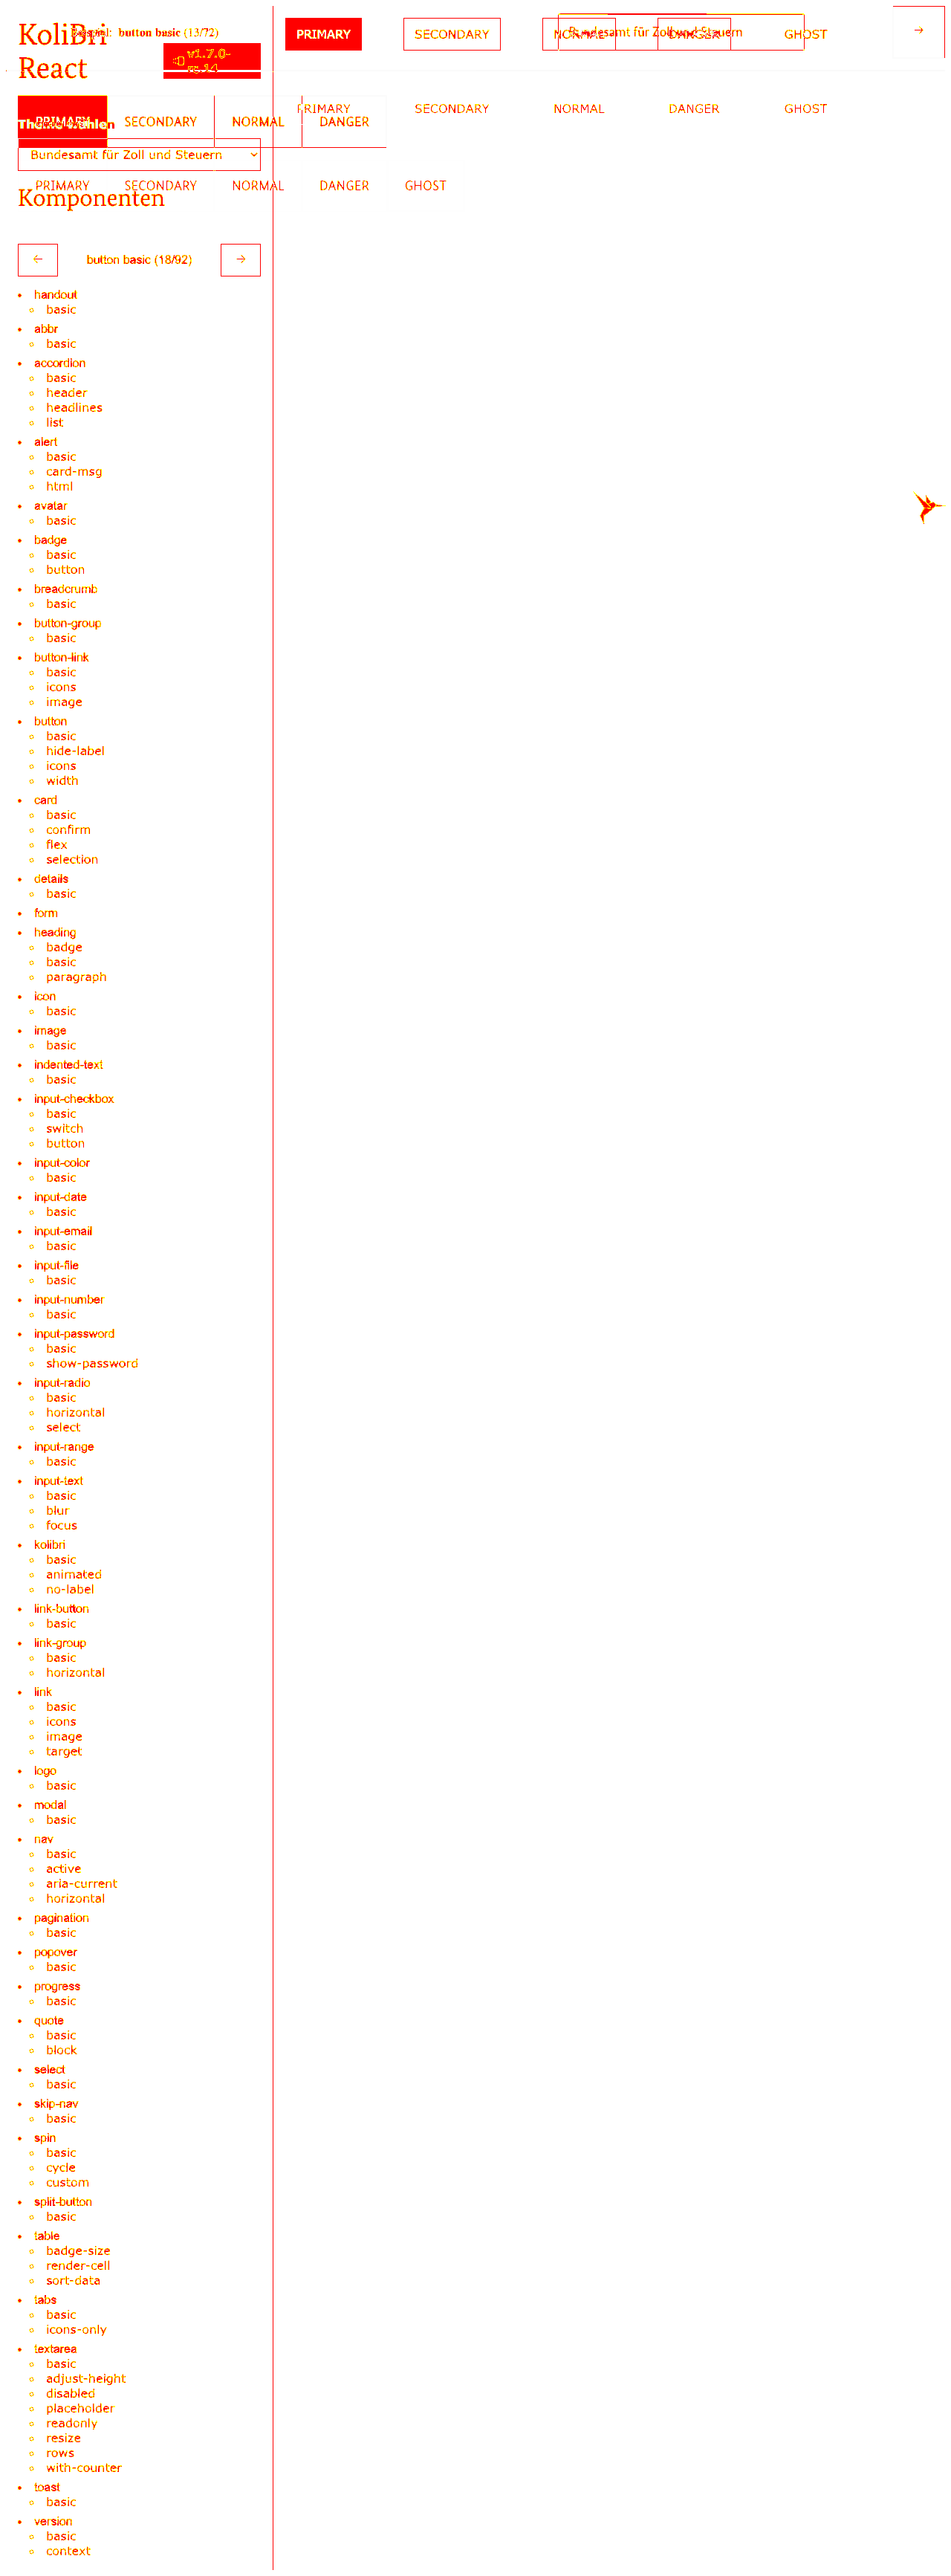 KoliBri
React
Beispiel: button basic (13/72)
Bundesamt für Zoll und Steuern
PRIMARY SECONDARY NORMAL DANGER GHOST
v1.7.0-
PRIMARY SECONDARY NORMAL DANGER GHOST
PRIMARY SECONDARY NORMAL DANGER
Theme wählen
Bundesamt für Zoll und Steuern
PRIMARY SECONDARY NORMAL DANGER GHOST
Komponenten
button basic (18/92)
handout
basic
abbr
basic
accordion
basic
header
headlines
list
alert
basic
card-msg
html
avatar
basic
badge
basic
button
breadcrumb
basic
button-group
basic
button-link
basic
icons
image
button
basic
hide-label
icons
width
card
basic
confirm
flex
selection
details
basic
form
heading
badge
basic
paragraph
icon
basic
image
basic
indented-text
basic
input-checkbox
basic
switch
button
input-color
basic
input-date
basic
input-email
basic
input-file
basic
input-number
basic
input-password
basic
show-password
input-radio
basic
horizontal
select
input-range
basic
input-text
basic
blur
focus
kolibri
basic
animated
no-label
link-button
basic
link-group
basic
horizontal
link
basic
icons
image
target
logo
basic
modal
basic
nav
basic
active
aria-current
horizontal
pagination
basic
popover
basic
progress
basic
quote
basic
block
select
basic
skip-nav
basic
spin
basic
cycle
custom
split-button
basic
table
badge-size
render-cell
sort-data
tabs
basic
icons-only
textarea
basic
adjust-height
disabled
placeholder
readonly
resize
rows
with-counter
toast
basic
version
basic
context